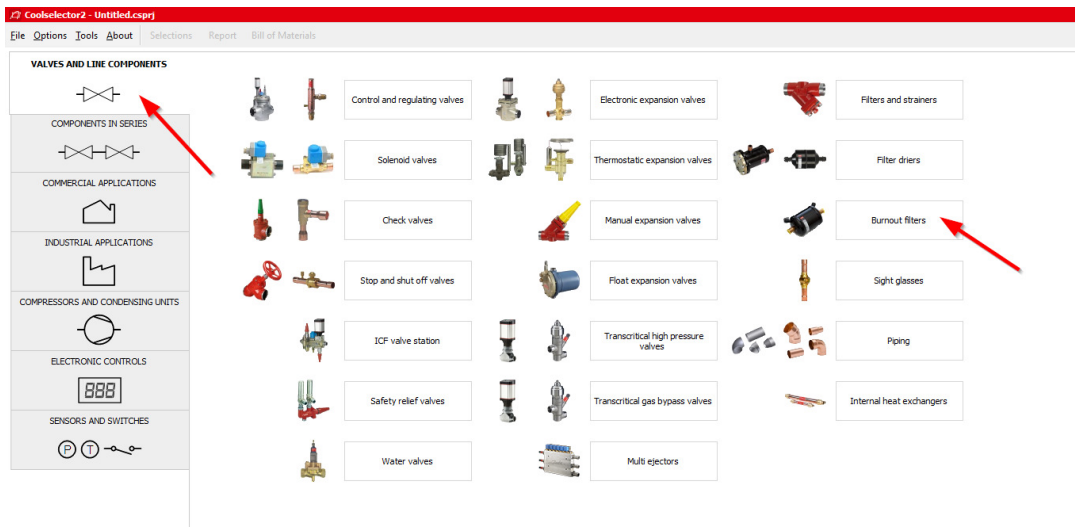 Coolselector2 - Untitled.csprj
File Options Tools About Selections Report Bill of Materials
VALVES AND LINE COMPONENTS
COMPONENTS IN SERIES
COMMERCIAL APPLICATIONS
INDUSTRIAL APPLICATIONS
COMPRESSORS AND CONDENSING UNITS
ELECTRONIC CONTROLS
888
SENSORS AND SWITCHES
P T
Control and regulating valves
Solenoid valves
Check valves
Stop and shut off valves
ICF valve station
Safety relief valves
Water valves
Electronic expansion valves
Thermostatic expansion valves
Manual expansion valves
Float expansion valves
Transcritical high pressure
valves
Transcritical gas bypass valves
Multi ejectors
Filters and strainers
Filter driers
Burnout filters
Sight glasses
Piping
Internal heat exchangers